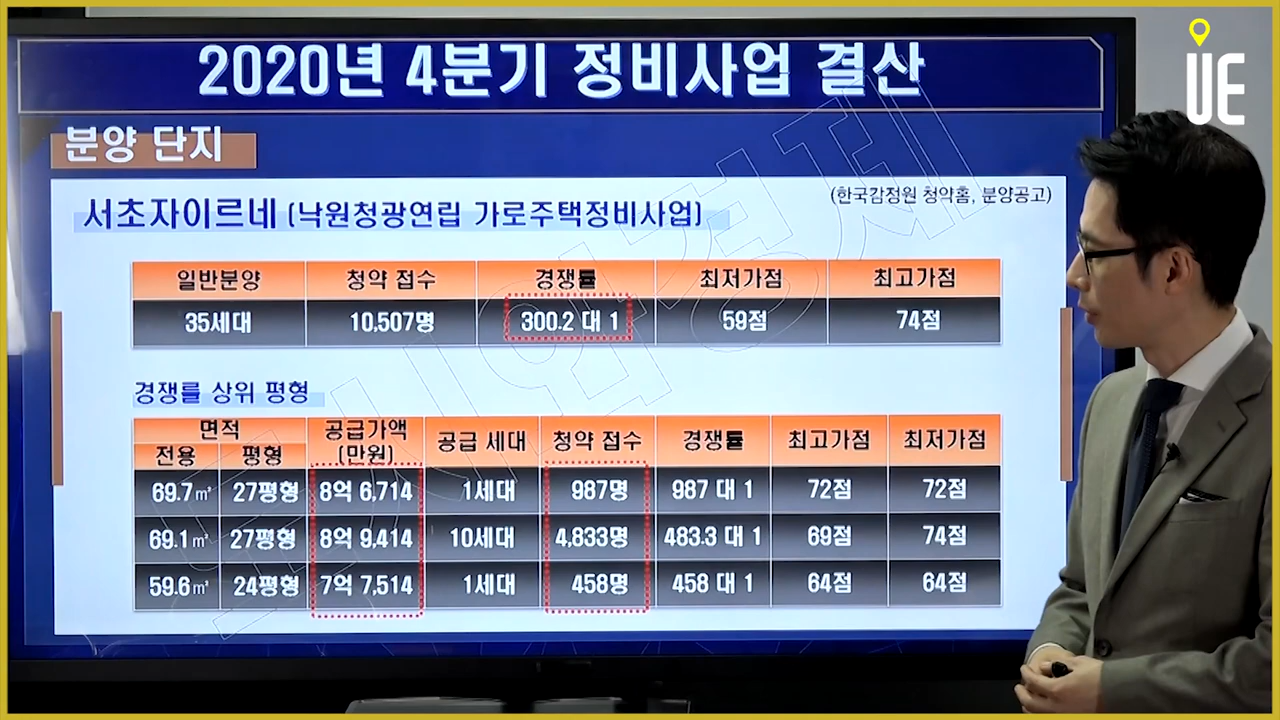 2020년 4분기 정비사업 결산
UE
분양 단지
(한국감정원 청약홈, 분양공고)
서초자이르네 (낙원청광연립 가로주택정비사업)
일반분양 청약 접수 경쟁률 최저가점 최고가점
35세대 10,507명 300.2 대 1 59점 74점
경쟁률 상위 평형
면적 공급가액 (만원) 공급 세대 청약 접수 경쟁률 최고가점 최저가점
전용 평형
69.7㎡ 27평형 8억 6,714 1세대 987명 987 대 1 72점 72점
69.1㎡ 27평형 8억 9,414 10세대 4,833명 483.3 대 1 69점 74점
59.6㎡ 24평형 7억 7,514 1세대 458명 458 대 1 64점 64점
도시역경제